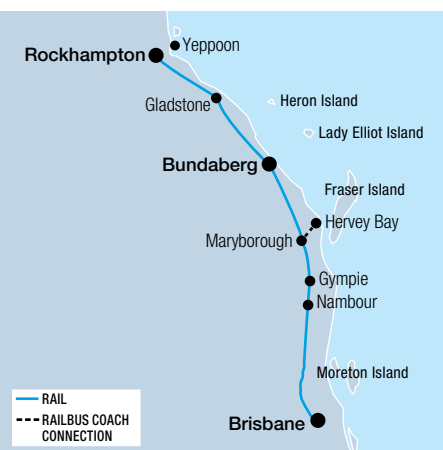 Yeppoon
Rockhampton
Gladstone
Heron Island
Lady Elliot Island
Bundaberg
Fraser Island
Hervey Bay
Maryborough
Gympie
Nambour
Moreton Island
RAIL
RAILBUS COACH
CONNECTION
Brisbane